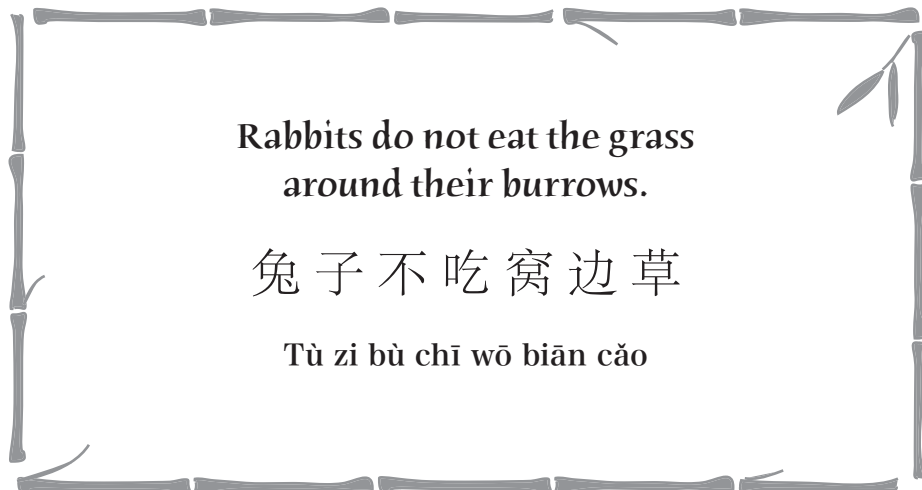 Rabbits do not eat the grass
around their burrows.
兔子不吃窝边草
Tù zi bù chī wō biān cǎo